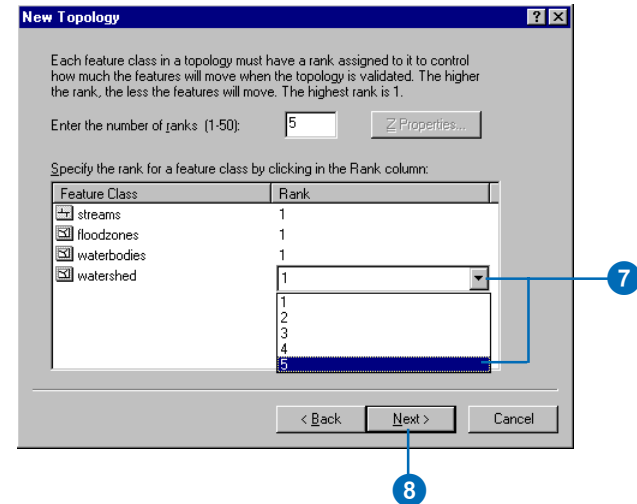 New Topology
Each feature class in a topology must have a rank assigned to it to control
how much the features will move when the topology is validated. The higher
the rank, the less the features will move. The highest rank is 1.
Enter the number of ranks (1-50): 5 Z Properties...
Specify the rank for a feature class by clicking in the Rank column:
Feature Class Rank
streams 1
floodzones 1
waterbodies 1
watershed 1
7
1
2
3
4
5
< Back Next > Cancel
8